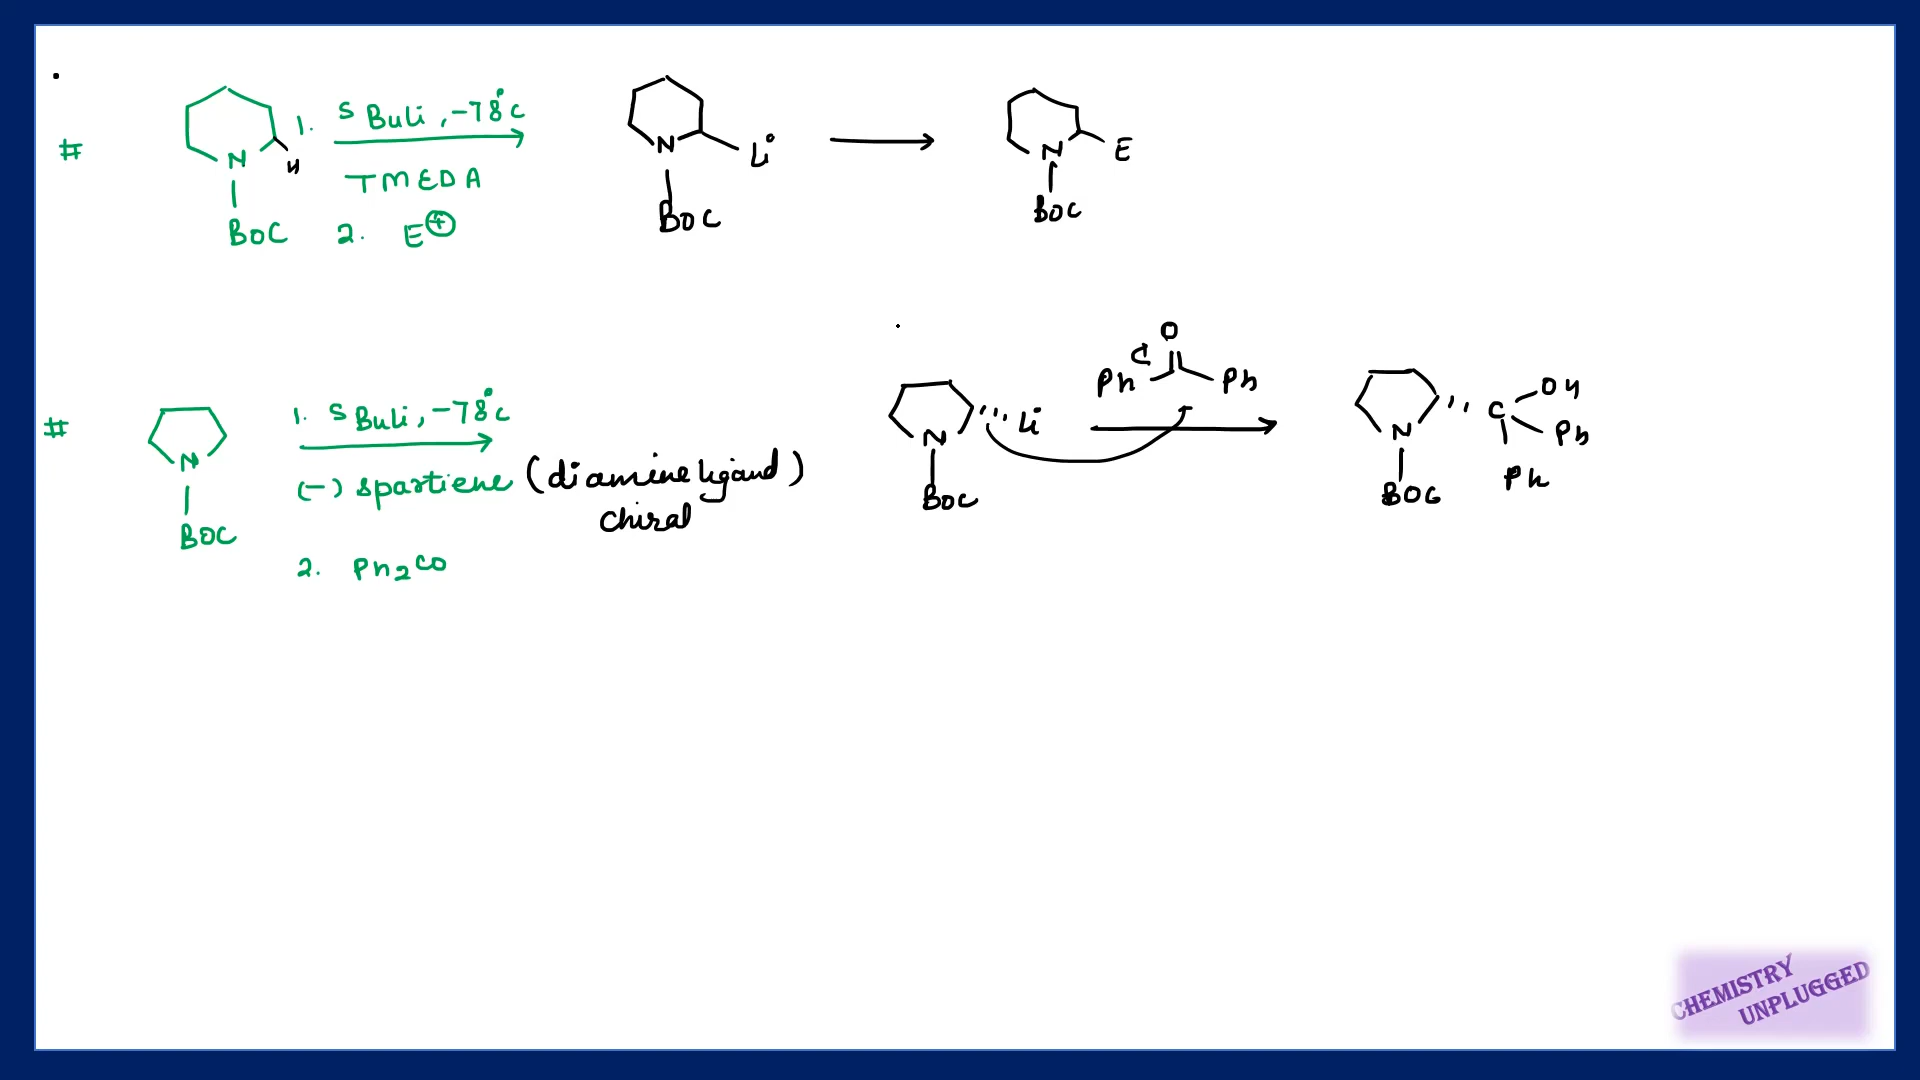 #
N
H
BOC
1. s BuLi, -78°C
TMEDA
2. E⊕
N
Li
BOC
N
E
BOC
#
N
BOC
1. s BuLi, -78°C
(-) spartiene (diamine ligand)
chiral
2. Ph2CO
N
Li
BOC
O
Ph
Ph
N
BOC
C
OH
Ph
Ph
CHEMISTRY
UNPLUGGED